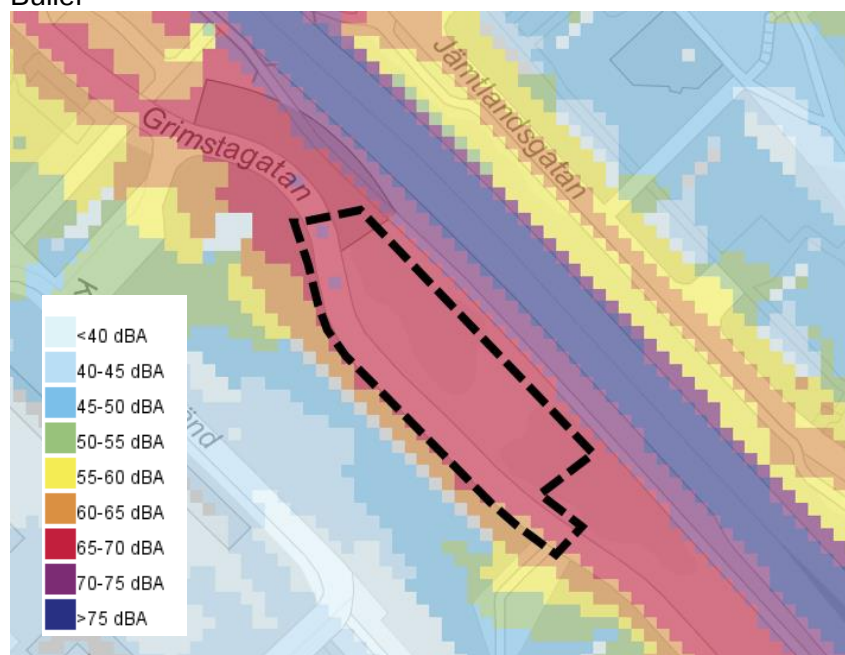 Jämtlandsgatan
Grimstagatan
<40 dBA
40-45 dBA
45-50 dBA
50-55 dBA
55-60 dBA
60-65 dBA
65-70 dBA
70-75 dBA
>75 dBA